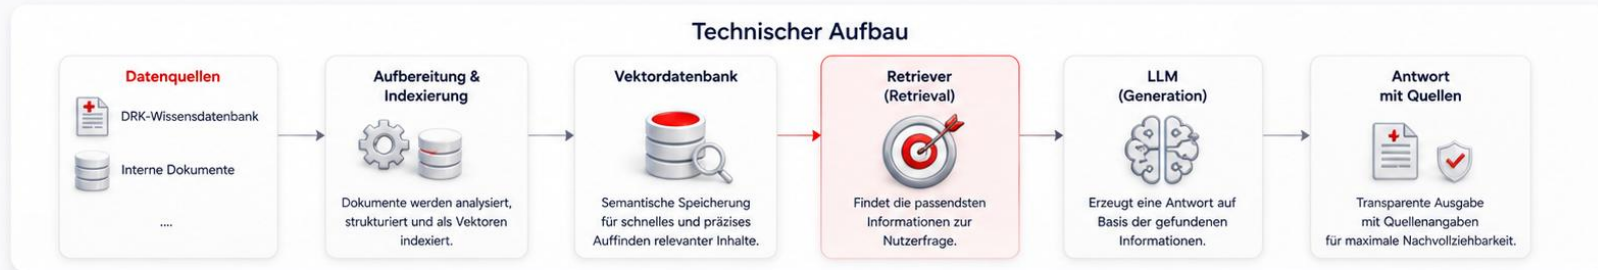 Technischer Aufbau
Datenquellen
DRK-Wissensdatenbank
Interne Dokumente
....
Aufbereitung &
Indexierung
Dokumente werden analysiert,
strukturiert und als Vektoren
indexiert.
Vektordatenbank
Semantische Speicherung
für schnelles und präzises
Auffinden relevanter Inhalte.
Retriever
(Retrieval)
Findet die passendsten
Informationen zur
Nutzerfrage.
LLM
(Generation)
Erzeugt eine Antwort auf
Basis der gefundenen
Informationen.
Antwort
mit Quellen
Transparente Ausgabe
mit Quellenangaben
für maximale Nachvollziehbarkeit.